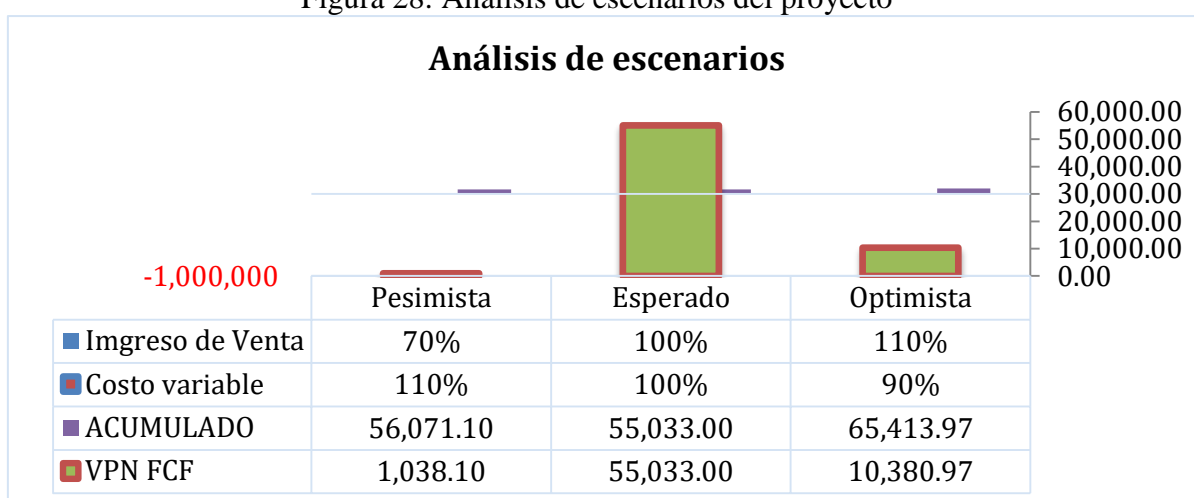 Figura 28: Análisis de escenarios del proyecto
Análisis de escenarios
60,000.00
50,000.00
40,000.00
30,000.00
20,000.00
10,000.00
0.00
-1,000,000
Pesimista Esperado Optimista
Imgreso de Venta 70% 100% 110%
Costo variable 110% 100% 90%
ACUMULADO 56,071.10 55,033.00 65,413.97
VPN FCF 1,038.10 55,033.00 10,380.97